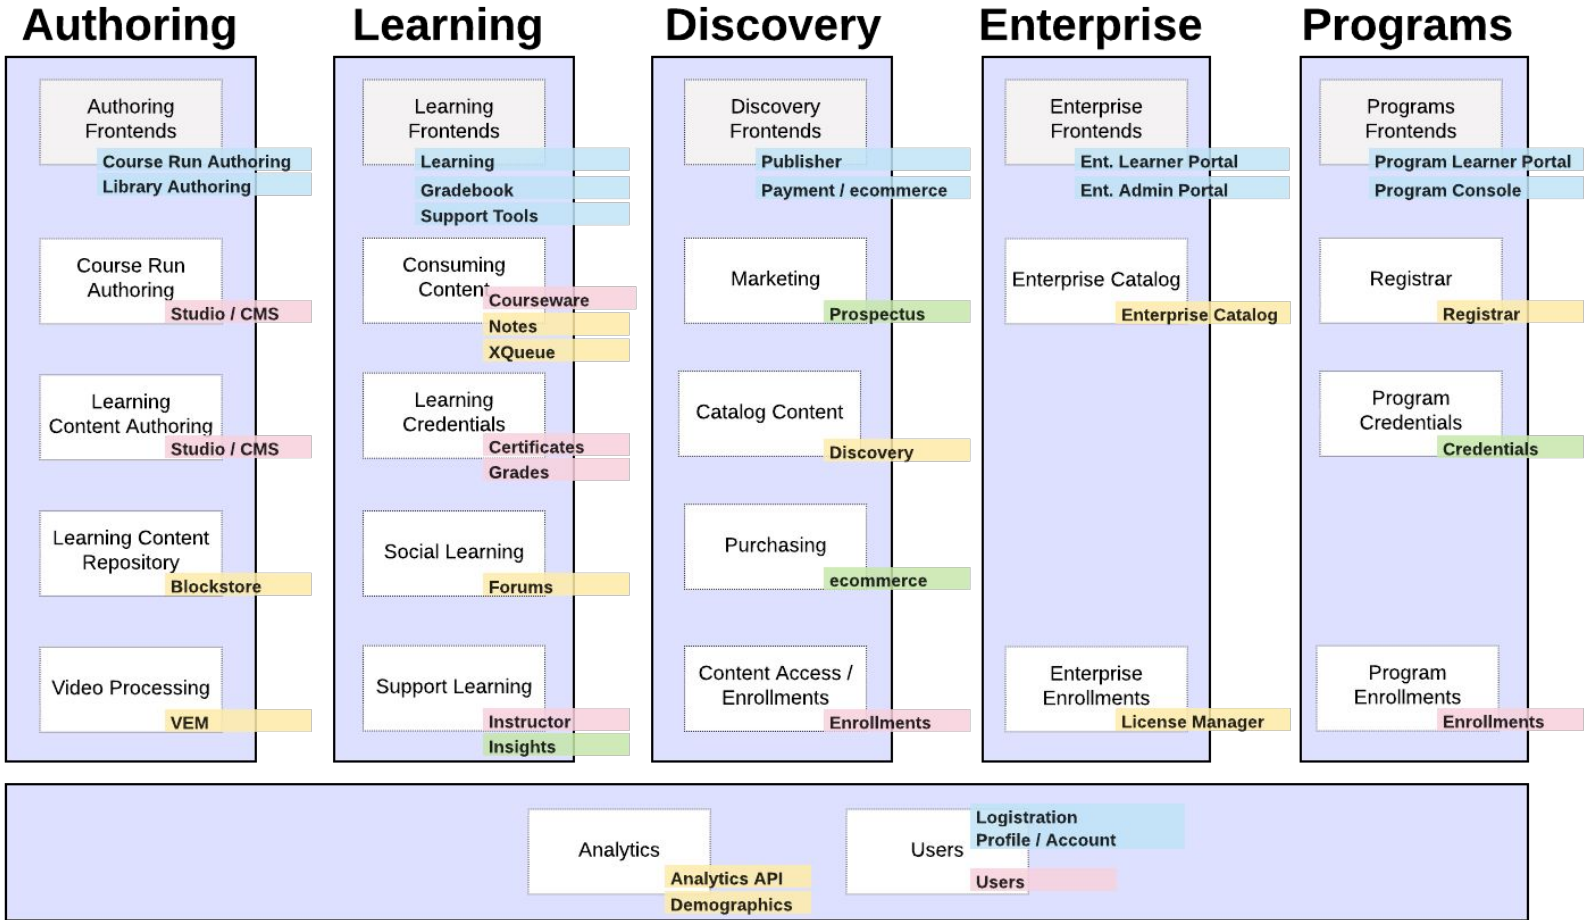 Authoring
Learning
Discovery
Enterprise
Programs
Authoring
Frontends
Course Run Authoring
Library Authoring
Course Run
Authoring
Studio / CMS
Learning
Content Authoring
Studio / CMS
Learning Content
Repository
Blockstore
Video Processing
VEM
Learning
Frontends
Learning
Gradebook
Support Tools
Consuming
Content
Courseware
Notes
XQueue
Learning
Credentials
Certificates
Grades
Social Learning
Forums
Support Learning
Instructor
Insights
Discovery
Frontends
Publisher
Payment / ecommerce
Marketing
Prospectus
Catalog Content
Discovery
Purchasing
ecommerce
Content Access /
Enrollments
Enrollments
Enterprise
Frontends
Ent. Learner Portal
Ent. Admin Portal
Enterprise Catalog
Enterprise Catalog
Enterprise
Enrollments
License Manager
Programs
Frontends
Program Learner Portal
Program Console
Registrar
Registrar
Program
Credentials
Credentials
Program
Enrollments
Enrollments
Analytics
Analytics API
Demographics
Users
Logistration
Profile / Account
Users